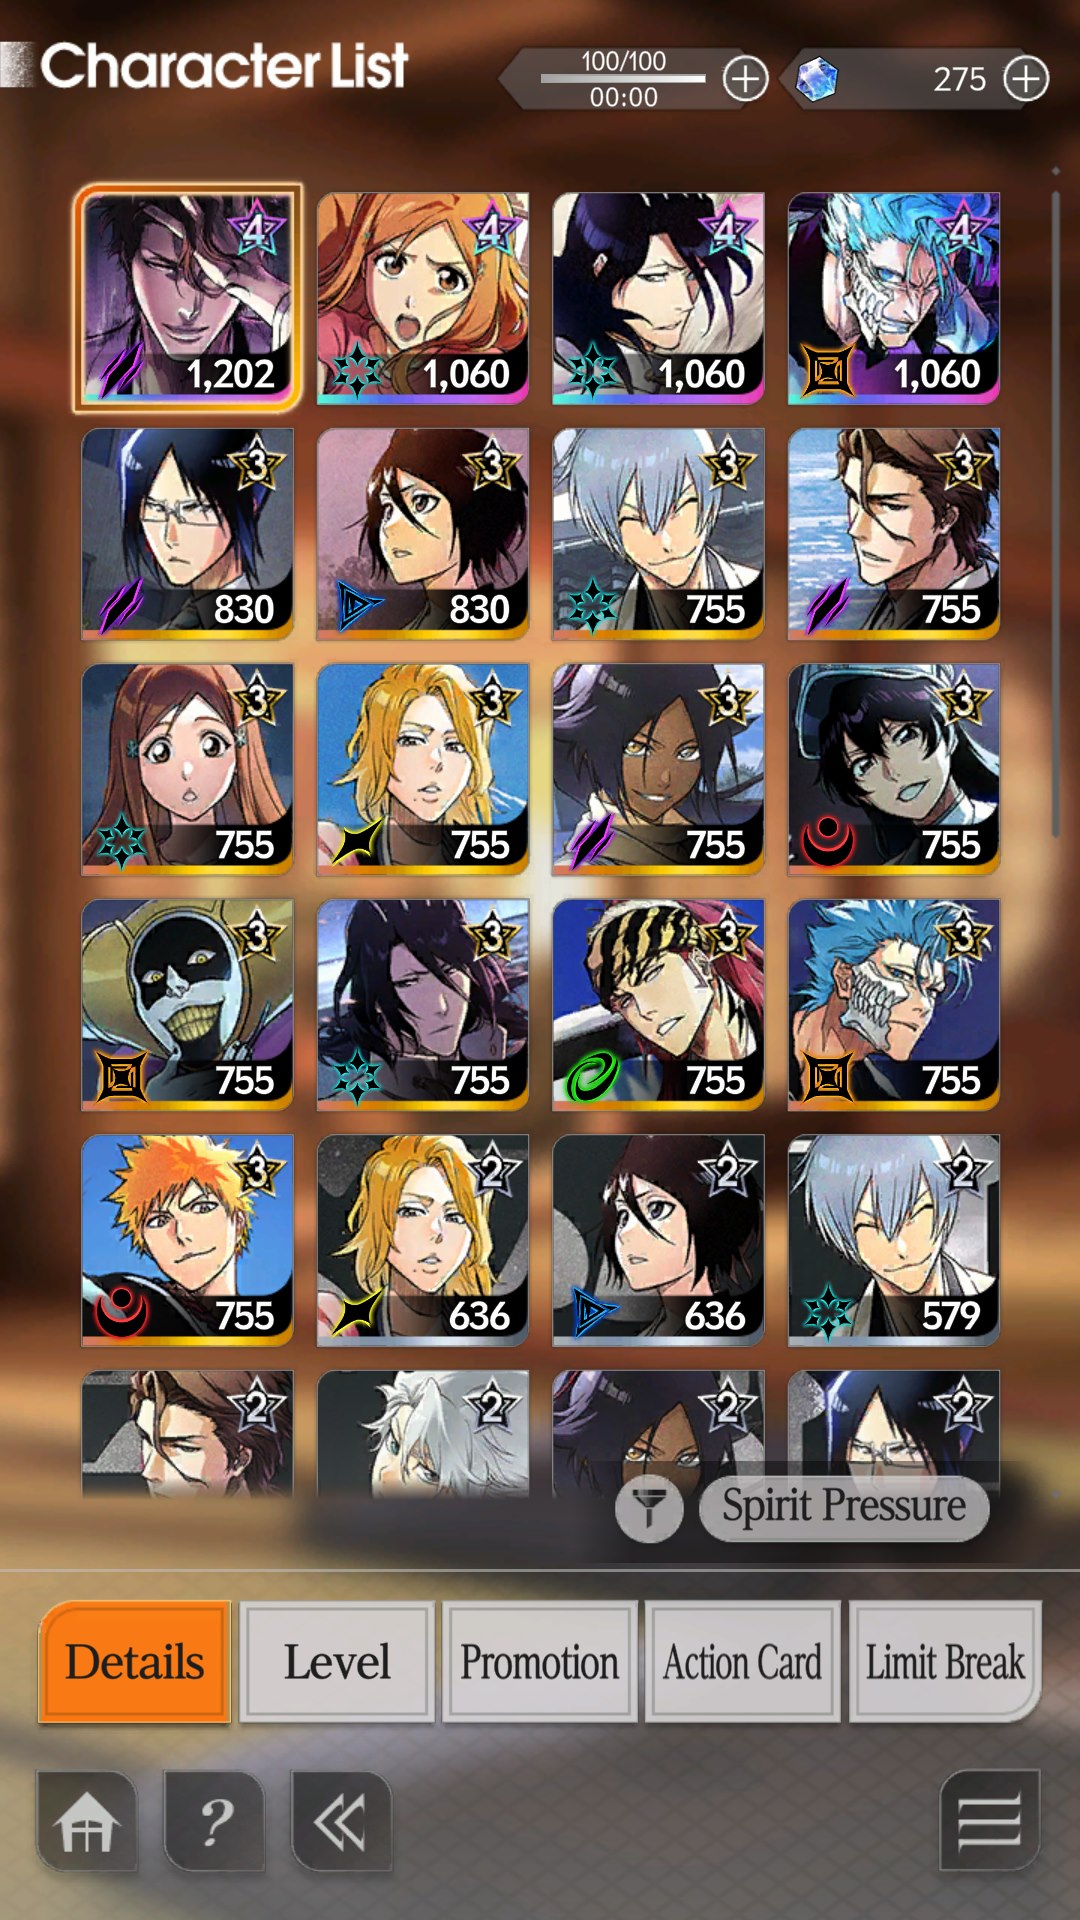 Character List
100/100
00:00
275
4 4 4 4
1,202 1,060 1,060 1,060
3 3 3 3
830 830 755 755
3 3 3 3
755 755 755 755
3 3 3 3
755 755 755 755
3 2 2 2
755 636 636 579
2 2 2 2
Spirit Pressure
Details Level Promotion Action Card Limit Break
?